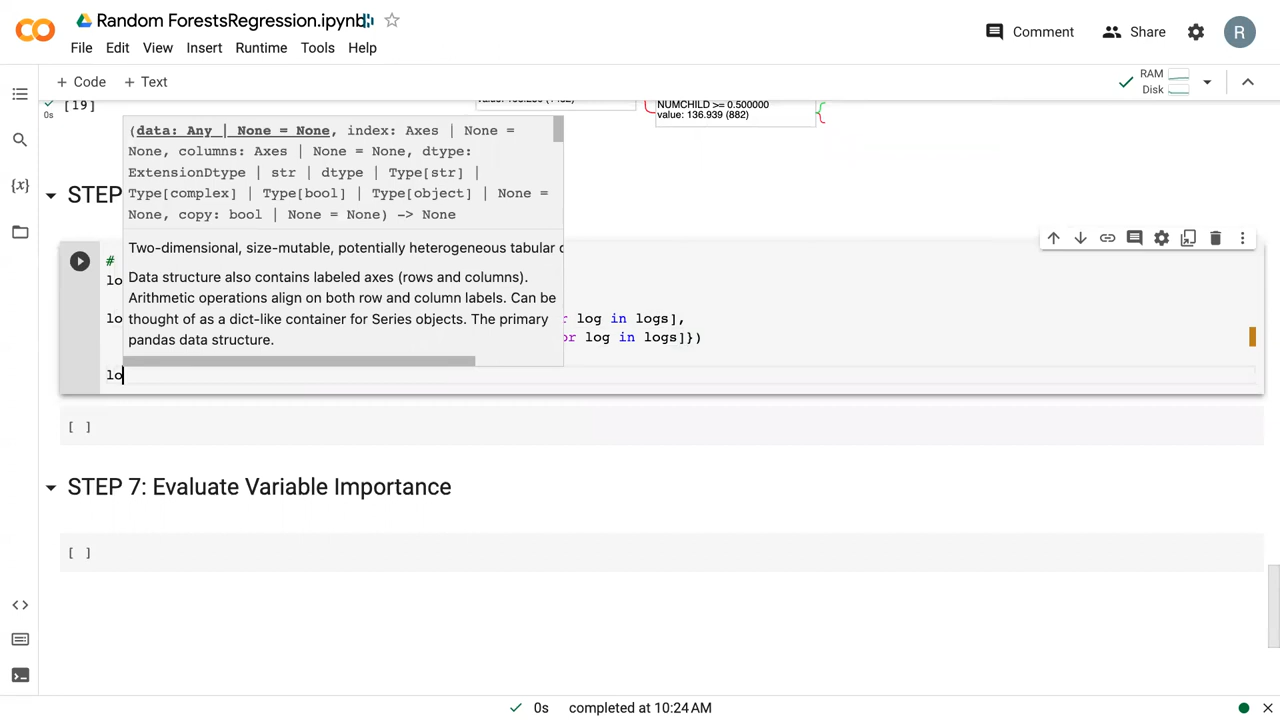 Random ForestsRegression.ipynb
File Edit View Insert Runtime Tools Help
Comment
Share
R
+ Code + Text
RAM
Disk
[19]
0s
NUMCHILD >= 0.500000
value: 136.939 (882)
(data: Any | None = None, index: Axes | None =
None, columns: Axes | None = None, dtype:
ExtensionDtype | str | dtype | Type[str] |
Type[complex] | Type[bool] | Type[object] | None =
None, copy: bool | None = None) -> None
Two-dimensional, size-mutable, potentially heterogeneous tabular
Data structure also contains labeled axes (rows and columns).
Arithmetic operations align on both row and column labels. Can be
thought of as a dict-like container for Series objects. The primary
pandas data structure.
STEP
#
lo
lo
log in logs],
or log in logs]})
lo
[ ]
STEP 7: Evaluate Variable Importance
[ ]
0s completed at 10:24 AM